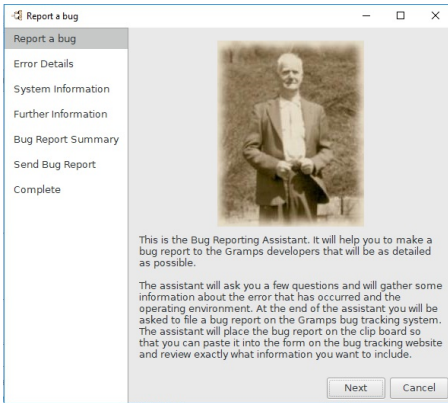 Report a bug
Report a bug
Error Details
System Information
Further Information
Bug Report Summary
Send Bug Report
Complete
This is the Bug Reporting Assistant. It will help you to make a
bug report to the Gramps developers that will be as detailed
as possible.
The assistant will ask you a few questions and will gather some
information about the error that has occurred and the
operating environment. At the end of the assistant you will be
asked to file a bug report on the Gramps bug tracking system.
The assistant will place the bug report on the clip board so
that you can paste it into the form on the bug tracking website
and review exactly what information you want to include.
Next
Cancel